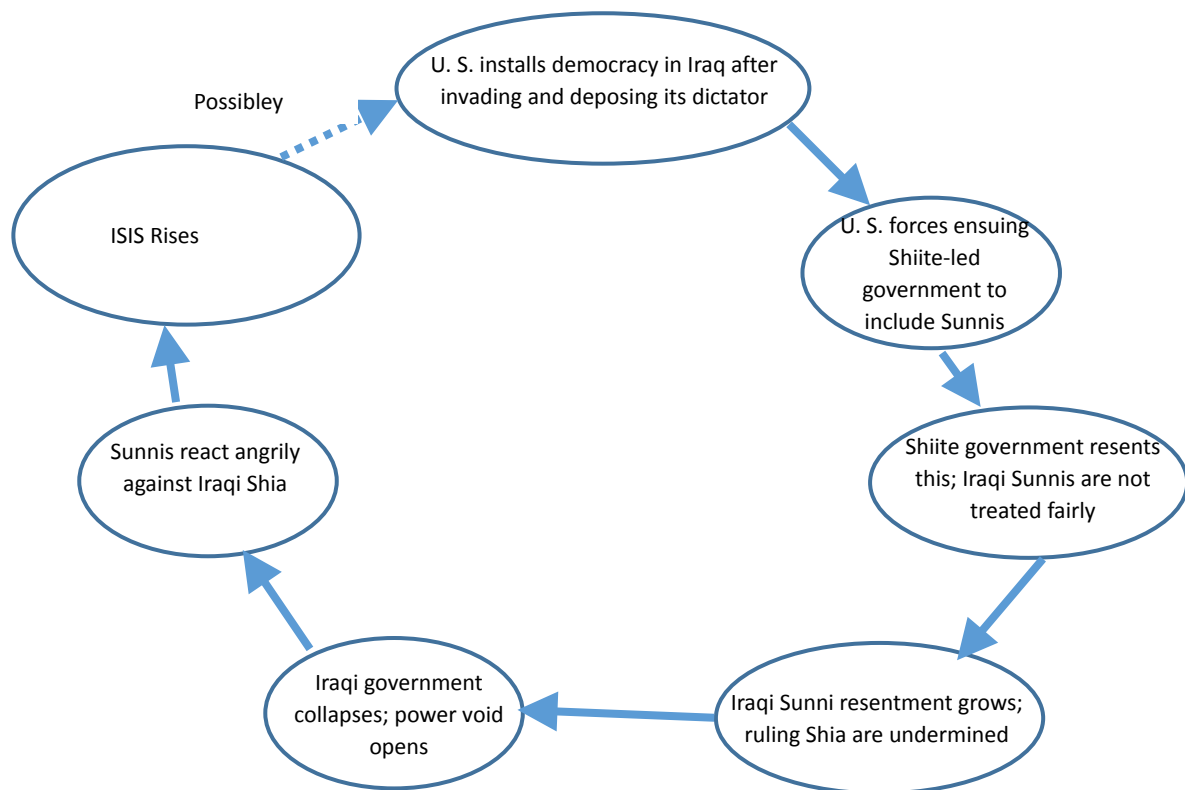 U. S. installs democracy in Iraq after
invading and deposing its dictator
Possibley
U. S. forces ensuing
Shiite-led
government to
include Sunnis
ISIS Rises
Shiite government resents
this; Iraqi Sunnis are not
treated fairly
Sunnis react angrily
against Iraqi Shia
Iraqi Sunni resentment grows;
ruling Shia are undermined
Iraqi government
collapses; power void
opens